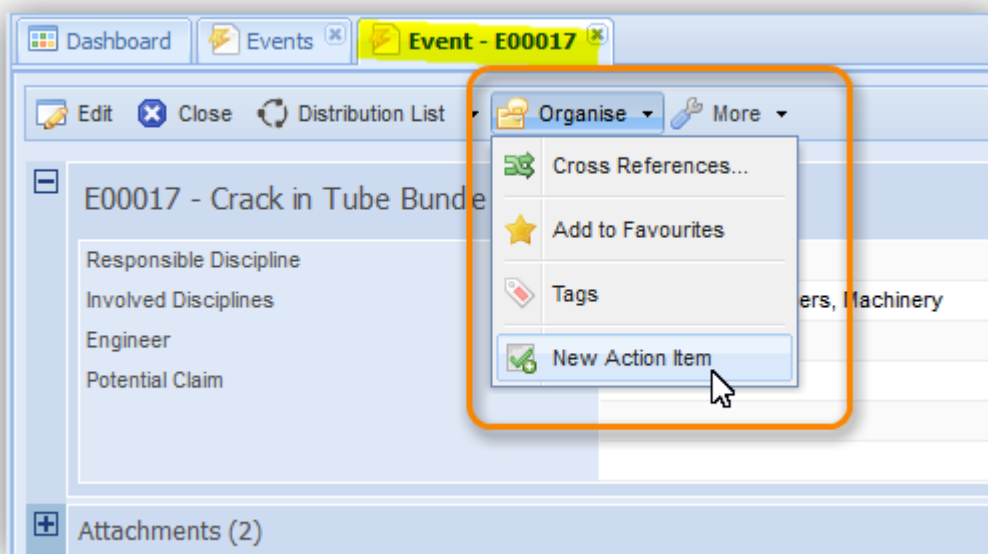 Dashboard Events Event - E00017
Edit Close Distribution List Organise More
Cross References...
E00017 - Crack in Tube Bundle
Add to Favourites
Responsible Discipline
Involved Disciplines Tags ers, Machinery
Engineer
New Action Item
Potential Claim
Attachments (2)